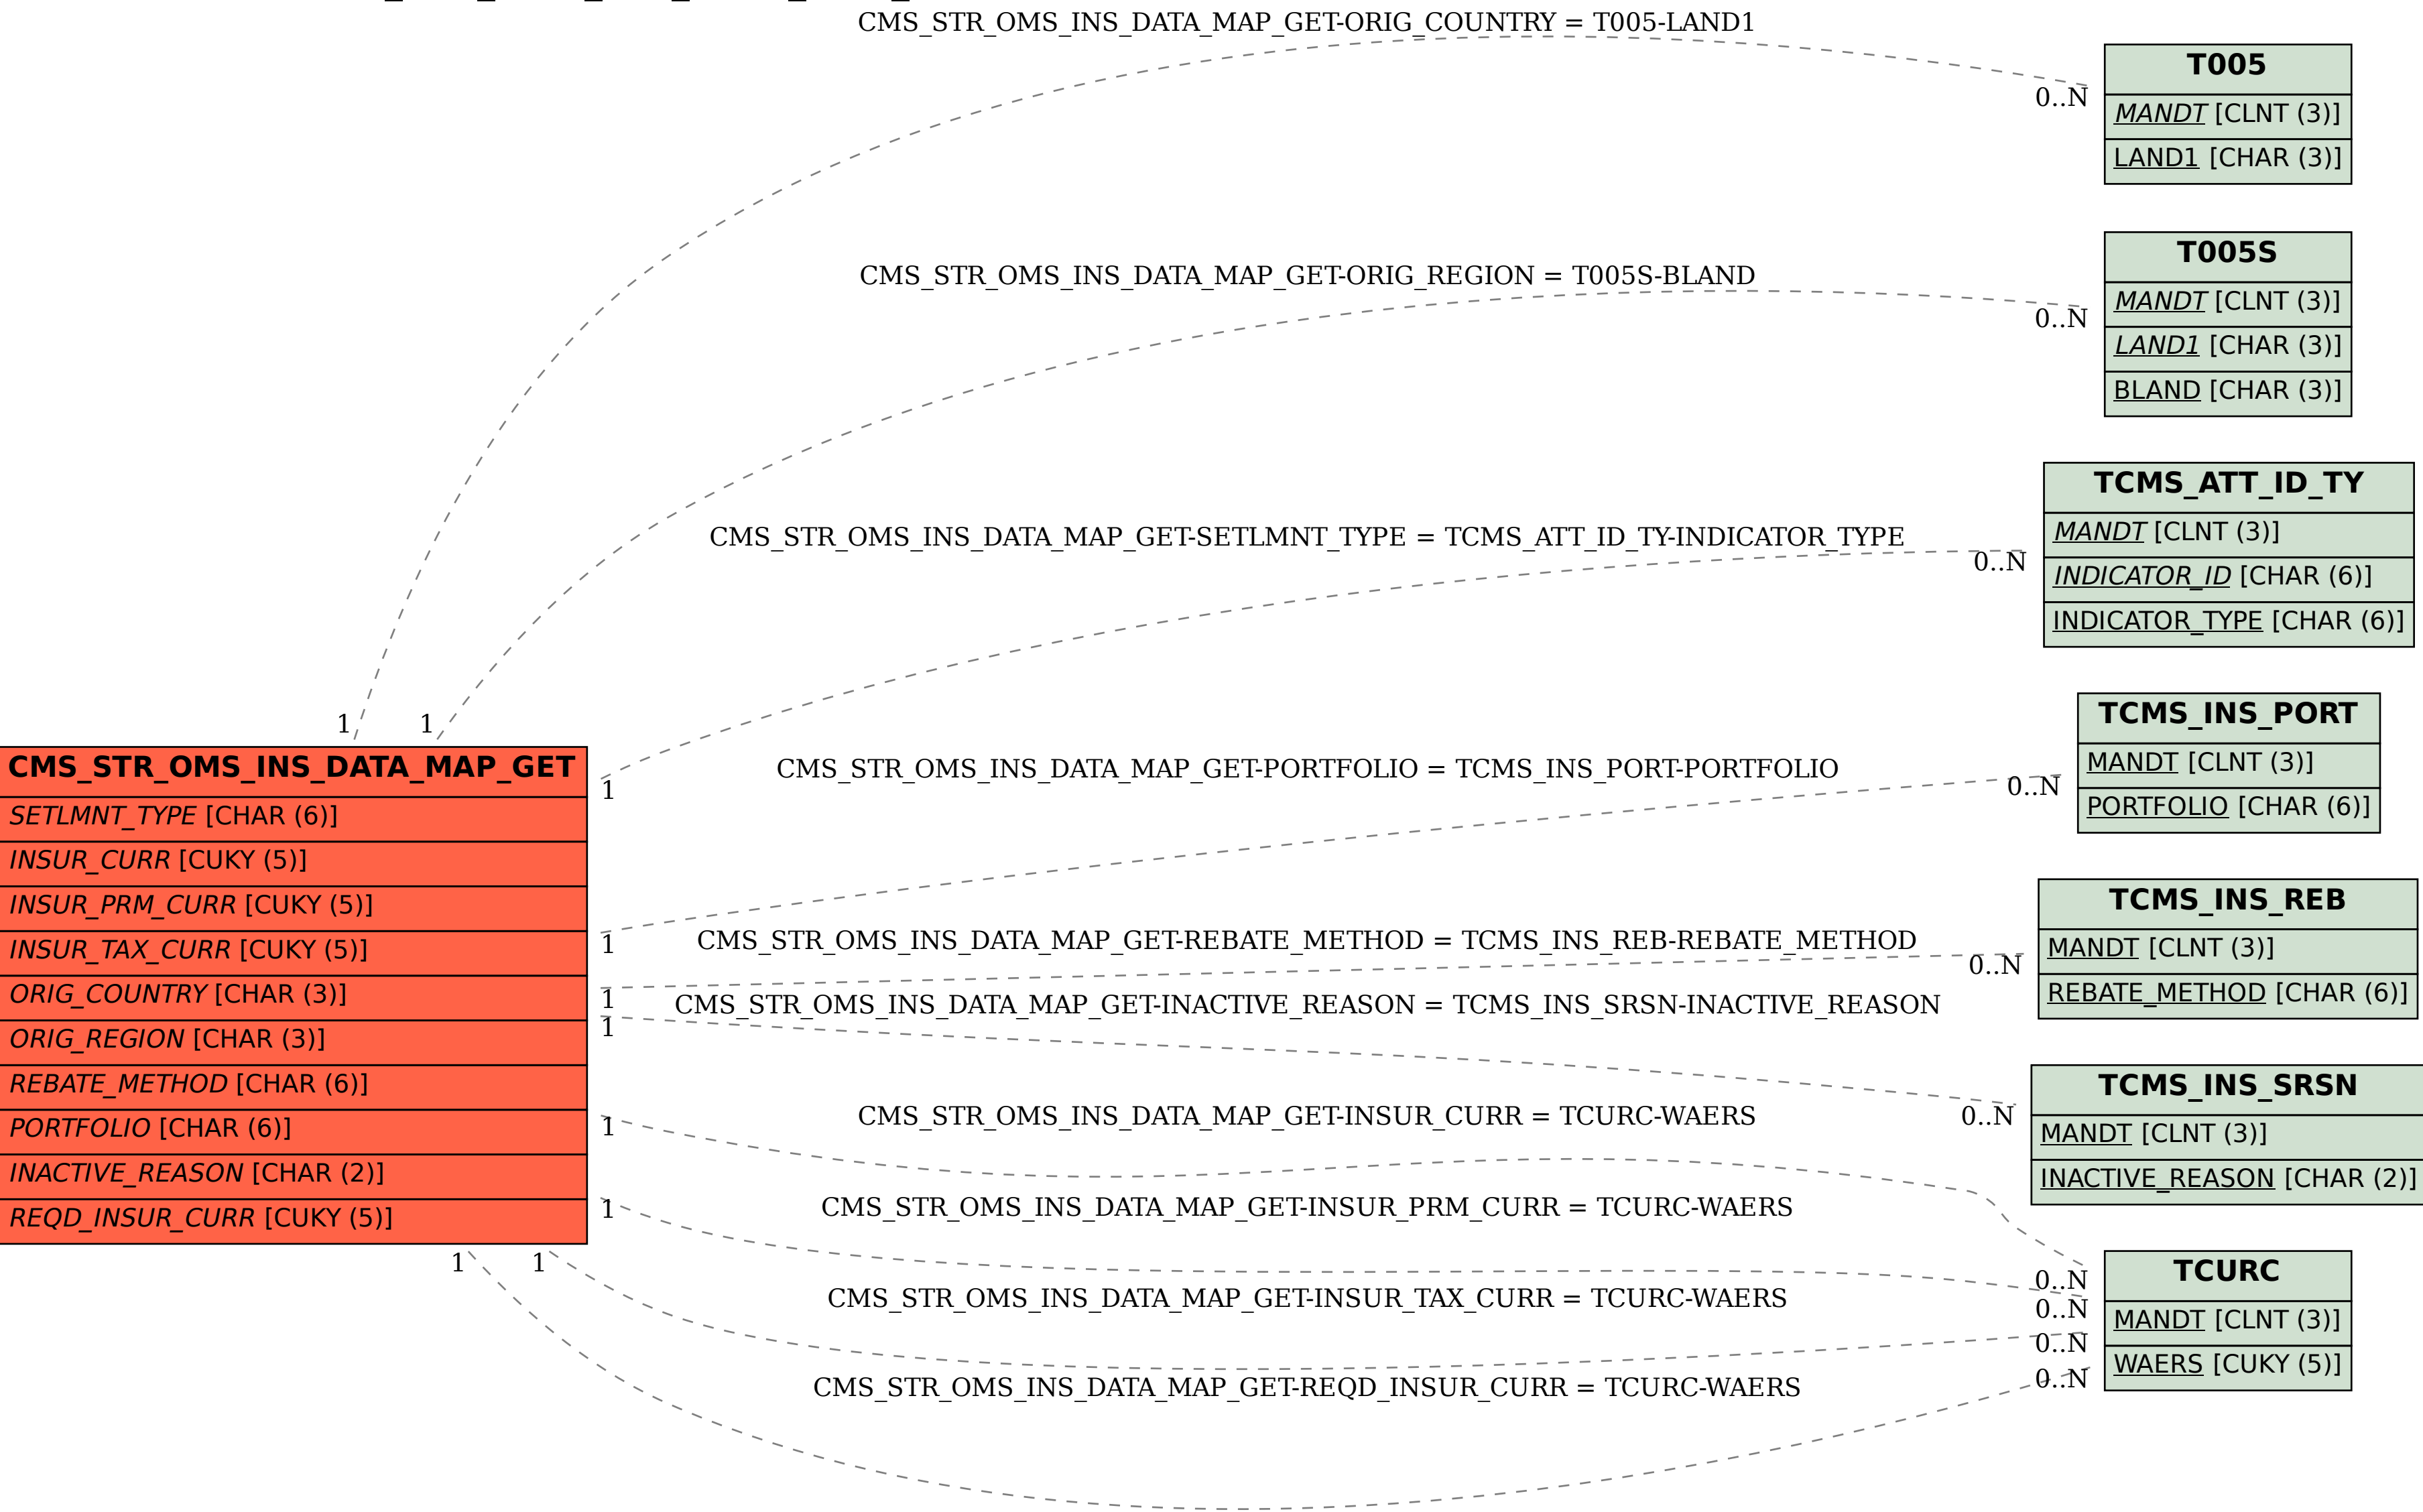 CMS_STR_OMS_INS_DATA_MAP_GET-ORIG_COUNTRY = T005-LAND1
T005
0..N
MANDT [CLNT (3)]
LAND1 [CHAR (3)]
T005S
CMS_STR_OMS_INS_DATA_MAP_GET-ORIG_REGION = T005S-BLAND
MANDT [CLNT (3)]
0..N
LAND1 [CHAR (3)]
BLAND [CHAR (3)]
TCMS_ATT_ID_TY
CMS_STR_OMS_INS_DATA_MAP_GET-SETLMNT_TYPE = TCMS_ATT_ID_TY-INDICATOR_TYPE
MANDT [CLNT (3)]
0..N
INDICATOR_ID [CHAR (6)]
INDICATOR_TYPE [CHAR (6)]
TCMS_INS_PORT
1
1
CMS_STR_OMS_INS_DATA_MAP_GET-PORTFOLIO = TCMS_INS_PORT-PORTFOLIO
MANDT [CLNT (3)]
0..N
PORTFOLIO [CHAR (6)]
CMS_STR_OMS_INS_DATA_MAP_GET
1
SETLMNT_TYPE [CHAR (6)]
INSUR_CURR [CUKY (5)]
INSUR_PRM_CURR [CUKY (5)]
INSUR_TAX_CURR [CUKY (5)]
ORIG_COUNTRY [CHAR (3)]
ORIG_REGION [CHAR (3)]
REBATE_METHOD [CHAR (6)]
PORTFOLIO [CHAR (6)]
INACTIVE_REASON [CHAR (2)]
REQD_INSUR_CURR [CUKY (5)]
1
CMS_STR_OMS_INS_DATA_MAP_GET-REBATE_METHOD = TCMS_INS_REB-REBATE_METHOD
0..N
TCMS_INS_REB
MANDT [CLNT (3)]
REBATE_METHOD [CHAR (6)]
1
CMS_STR_OMS_INS_DATA_MAP_GET-INACTIVE_REASON = TCMS_INS_SRSN-INACTIVE_REASON
1
0..N
TCMS_INS_SRSN
MANDT [CLNT (3)]
INACTIVE_REASON [CHAR (2)]
CMS_STR_OMS_INS_DATA_MAP_GET-INSUR_CURR = TCURC-WAERS
1
CMS_STR_OMS_INS_DATA_MAP_GET-INSUR_PRM_CURR = TCURC-WAERS
1
1
1
CMS_STR_OMS_INS_DATA_MAP_GET-INSUR_TAX_CURR = TCURC-WAERS
CMS_STR_OMS_INS_DATA_MAP_GET-REQD_INSUR_CURR = TCURC-WAERS
0..N
0..N
0..N
0..N
TCURC
MANDT [CLNT (3)]
WAERS [CUKY (5)]